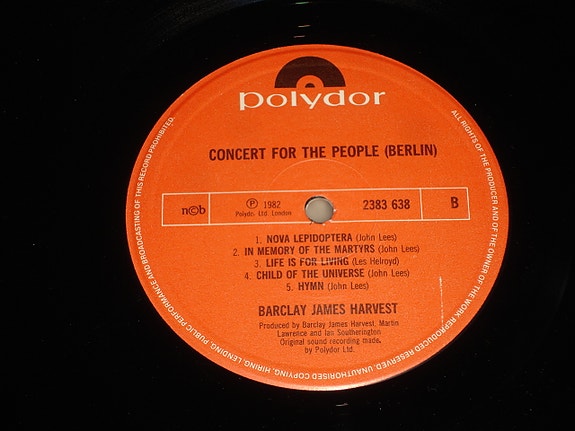 polydor
CONCERT FOR THE PEOPLE (BERLIN)
n©b
Ⓟ 1982
Polydor Ltd. London
2383 638
B
1. NOVA LEPIDOPTERA (John Lees)
2. IN MEMORY OF THE MARTYRS (John Lees)
3. LIFE IS FOR LIVING (Les Helroyd)
4. CHILD OF THE UNIVERSE (John Lees)
5. HYMN (John Lees)
BARCLAY JAMES HARVEST
Produced by Barclay James Harvest, Martin
Lawrence and Ian Southerington
Original sound recording made
by Polydor Ltd.
ALL RIGHTS OF THE PRODUCER AND OF THE OWNER OF THE WORK REPRODUCED RESERVED. UNAUTHORISED COPYING, HIRING, LENDING, PUBLIC PERFORMANCE AND BROADCASTING OF THIS RECORD PROHIBITED.